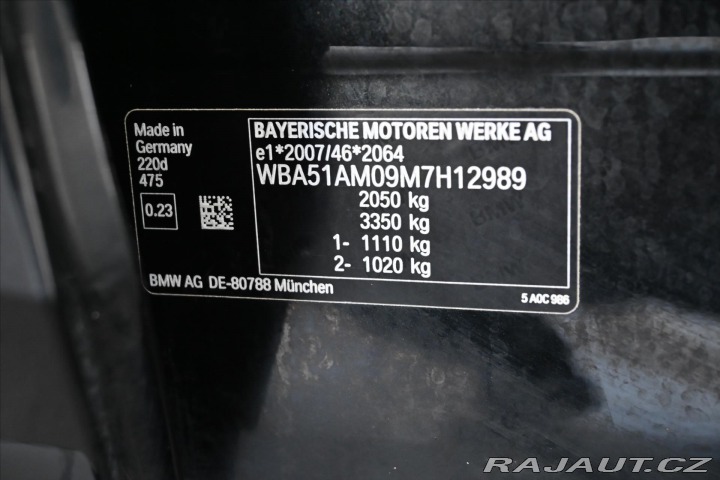 Made in
Germany
220d
475
0.23
BAYERISCHE MOTOREN WERKE AG
e1*2007/46*2064
WBA51AM09M7H12989
2050 kg
3350 kg
1- 1110 kg
2- 1020 kg
BMW AG DE-80788 München
5 A0C 9B6
RAJAUT.CZ